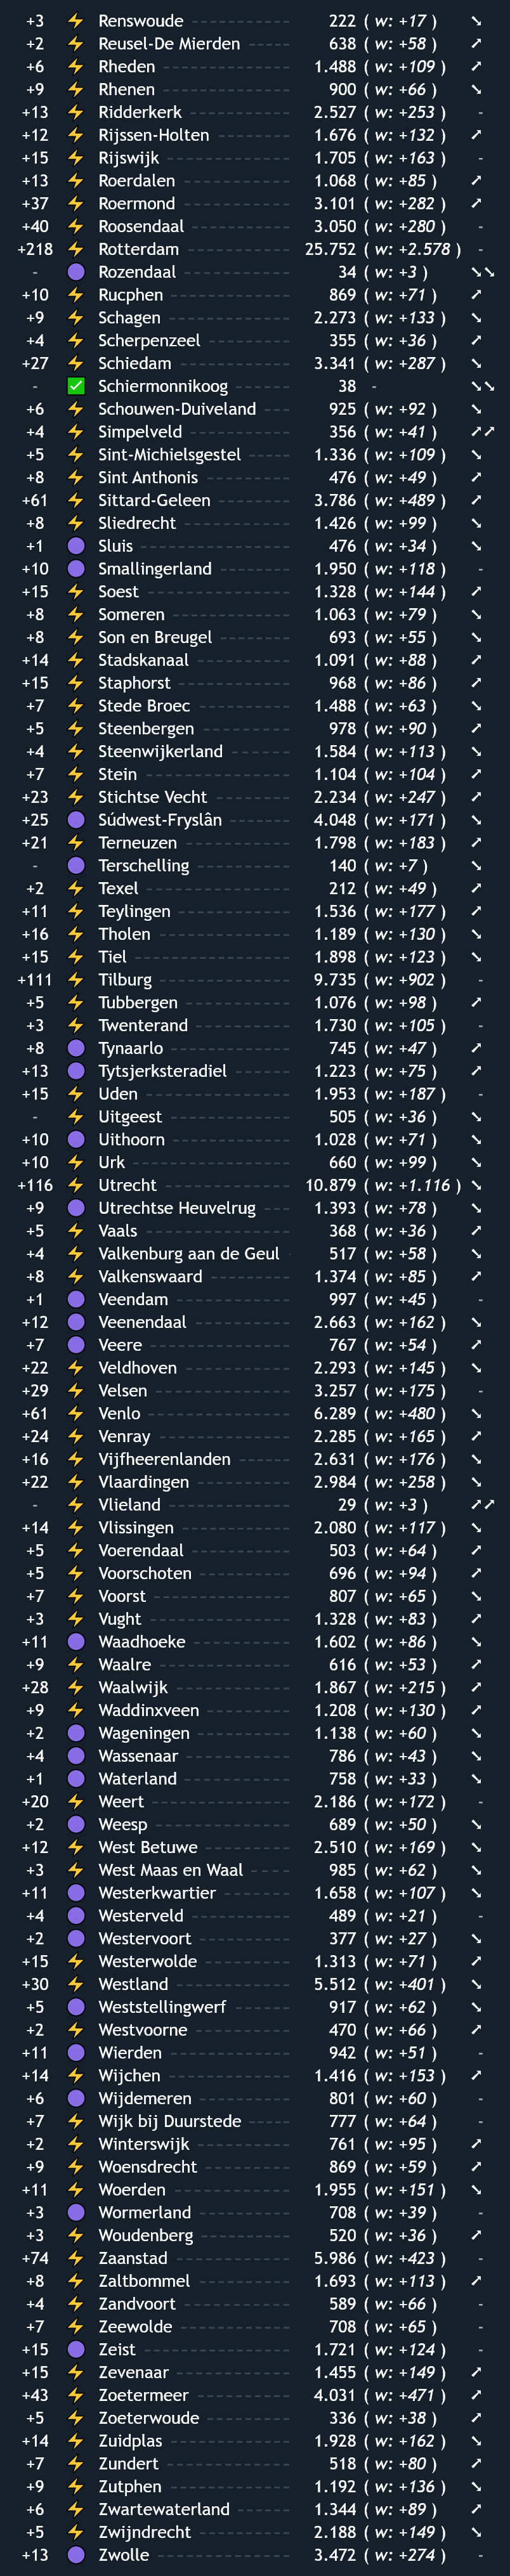 +3 ⚡ Renswoude 222 ( w: +17 ) ↘
+2 ⚡ Reusel-De Mierden 638 ( w: +58 ) ↗
+6 ⚡ Rheden 1.488 ( w: +109 ) ↗
+9 ⚡ Rhenen 900 ( w: +66 ) ↘
+13 ⚡ Ridderkerk 2.527 ( w: +253 ) -
+12 ⚡ Rijssen-Holten 1.676 ( w: +132 ) ↗
+15 ⚡ Rijswijk 1.705 ( w: +163 ) -
+13 ⚡ Roerdalen 1.068 ( w: +85 ) ↗
+37 ⚡ Roermond 3.101 ( w: +282 ) ↗
+40 ⚡ Roosendaal 3.050 ( w: +280 ) -
+218 ⚡ Rotterdam 25.752 ( w: +2.578 ) -
- 🟣 Rozendaal 34 ( w: +3 ) ↘↘
+10 ⚡ Rucphen 869 ( w: +71 ) ↗
+9 ⚡ Schagen 2.273 ( w: +133 ) ↘
+4 ⚡ Scherpenzeel 355 ( w: +36 ) ↗
+27 ⚡ Schiedam 3.341 ( w: +287 ) ↘
- ✅ Schiermonnikoog 38 - ↘↘
+6 ⚡ Schouwen-Duiveland 925 ( w: +92 ) ↘
+4 ⚡ Simpelveld 356 ( w: +41 ) ↗↗
+5 ⚡ Sint-Michielsgestel 1.336 ( w: +109 ) ↘
+8 ⚡ Sint Anthonis 476 ( w: +49 ) ↗
+61 ⚡ Sittard-Geleen 3.786 ( w: +489 ) ↗
+8 ⚡ Sliedrecht 1.426 ( w: +99 ) ↘
+1 🟣 Sluis 476 ( w: +34 ) ↘
+10 🟣 Smallingerland 1.950 ( w: +118 ) -
+15 ⚡ Soest 1.328 ( w: +144 ) ↗
+8 ⚡ Someren 1.063 ( w: +79 ) ↘
+8 ⚡ Son en Breugel 693 ( w: +55 ) ↘
+14 ⚡ Stadskanaal 1.091 ( w: +88 ) ↗
+15 ⚡ Staphorst 968 ( w: +86 ) ↗
+7 ⚡ Stede Broec 1.488 ( w: +63 ) ↘
+5 ⚡ Steenbergen 978 ( w: +90 ) ↗
+4 ⚡ Steenwijkerland 1.584 ( w: +113 ) ↘
+7 ⚡ Stein 1.104 ( w: +104 ) ↗
+23 ⚡ Stichtse Vecht 2.234 ( w: +247 ) ↗
+25 🟣 Súdwest-Fryslân 4.048 ( w: +171 ) ↘
+21 ⚡ Terneuzen 1.798 ( w: +183 ) ↗
- 🟣 Terschelling 140 ( w: +7 ) ↘
+2 ⚡ Texel 212 ( w: +49 ) ↗
+11 ⚡ Teylingen 1.536 ( w: +177 ) ↗
+16 ⚡ Tholen 1.189 ( w: +130 ) ↘
+15 ⚡ Tiel 1.898 ( w: +123 ) ↘
+111 ⚡ Tilburg 9.735 ( w: +902 ) -
+5 ⚡ Tubbergen 1.076 ( w: +98 ) ↗
+3 ⚡ Twenterand 1.730 ( w: +105 ) -
+8 🟣 Tynaarlo 745 ( w: +47 ) ↗
+13 🟣 Tytsjerksteradiel 1.223 ( w: +75 ) ↗
+15 ⚡ Uden 1.953 ( w: +187 ) -
- ⚡ Uitgeest 505 ( w: +36 ) ↘
+10 🟣 Uithoorn 1.028 ( w: +71 ) ↘
+10 ⚡ Urk 660 ( w: +99 ) ↘
+116 ⚡ Utrecht 10.879 ( w: +1.116 ) ↘
+9 🟣 Utrechtse Heuvelrug 1.393 ( w: +78 ) ↘
+5 ⚡ Vaals 368 ( w: +36 ) ↗
+4 ⚡ Valkenburg aan de Geul 517 ( w: +58 ) ↘
+8 ⚡ Valkenswaard 1.374 ( w: +85 ) ↗
+1 🟣 Veendam 997 ( w: +45 ) -
+12 🟣 Veenendaal 2.663 ( w: +162 ) ↘
+7 🟣 Veere 767 ( w: +54 ) ↗
+22 ⚡ Veldhoven 2.293 ( w: +145 ) ↘
+29 ⚡ Velsen 3.257 ( w: +175 ) -
+61 ⚡ Venlo 6.289 ( w: +480 ) ↘
+24 ⚡ Venray 2.285 ( w: +165 ) ↗
+16 ⚡ Vijfheerenlanden 2.631 ( w: +176 ) ↘
+22 ⚡ Vlaardingen 2.984 ( w: +258 ) ↘
- ⚡ Vlieland 29 ( w: +3 ) ↗↗
+14 ⚡ Vlissingen 2.080 ( w: +117 ) ↘
+5 ⚡ Voerendaal 503 ( w: +64 ) ↗
+5 ⚡ Voorschoten 696 ( w: +94 ) ↗
+7 ⚡ Voorst 807 ( w: +65 ) ↘
+3 ⚡ Vught 1.328 ( w: +83 ) ↗
+11 🟣 Waadhoeke 1.602 ( w: +86 ) ↘
+9 ⚡ Waalre 616 ( w: +53 ) ↗
+28 ⚡ Waalwijk 1.867 ( w: +215 ) ↗
+9 ⚡ Waddinxveen 1.208 ( w: +130 ) ↗
+2 🟣 Wageningen 1.138 ( w: +60 ) ↘
+4 🟣 Wassenaar 786 ( w: +43 ) ↘
+1 🟣 Waterland 758 ( w: +33 ) ↘
+20 ⚡ Weert 2.186 ( w: +172 ) -
+2 🟣 Weesp 689 ( w: +50 ) ↘
+12 ⚡ West Betuwe 2.510 ( w: +169 ) ↘
+3 ⚡ West Maas en Waal 985 ( w: +62 ) ↘
+11 🟣 Westerkwartier 1.658 ( w: +107 ) ↘
+4 🟣 Westerveld 489 ( w: +21 ) -
+2 🟣 Westervoort 377 ( w: +27 ) ↘
+15 ⚡ Westerwolde 1.313 ( w: +71 ) ↗
+30 ⚡ Westland 5.512 ( w: +401 ) ↘
+5 🟣 Weststellingwerf 917 ( w: +62 ) ↘
+2 ⚡ Westvoorne 470 ( w: +66 ) ↗
+11 🟣 Wierden 942 ( w: +51 ) -
+14 ⚡ Wijchen 1.416 ( w: +153 ) ↗
+6 🟣 Wijdemeren 801 ( w: +60 ) -
+7 ⚡ Wijk bij Duurstede 777 ( w: +64 ) -
+2 ⚡ Winterswijk 761 ( w: +95 ) ↗
+9 ⚡ Woensdrecht 869 ( w: +59 ) ↗
+11 ⚡ Woerden 1.955 ( w: +151 ) ↘
+3 🟣 Wormerland 708 ( w: +39 ) -
+3 ⚡ Woudenberg 520 ( w: +36 ) ↗
+74 ⚡ Zaanstad 5.986 ( w: +423 ) -
+8 ⚡ Zaltbommel 1.693 ( w: +113 ) ↗
+4 ⚡ Zandvoort 589 ( w: +66 ) -
+7 ⚡ Zeewolde 708 ( w: +65 ) -
+15 🟣 Zeist 1.721 ( w: +124 ) -
+15 ⚡ Zevenaar 1.455 ( w: +149 ) ↗
+43 ⚡ Zoetermeer 4.031 ( w: +471 ) ↗
+5 ⚡ Zoeterwoude 336 ( w: +38 ) ↗
+14 ⚡ Zuidplas 1.928 ( w: +162 ) ↘
+7 ⚡ Zundert 518 ( w: +80 ) ↗
+9 ⚡ Zutphen 1.192 ( w: +136 ) ↘
+6 ⚡ Zwartewaterland 1.344 ( w: +89 ) ↗
+5 ⚡ Zwijndrecht 2.188 ( w: +149 ) ↘
+13 🟣 Zwolle 3.472 ( w: +274 ) -